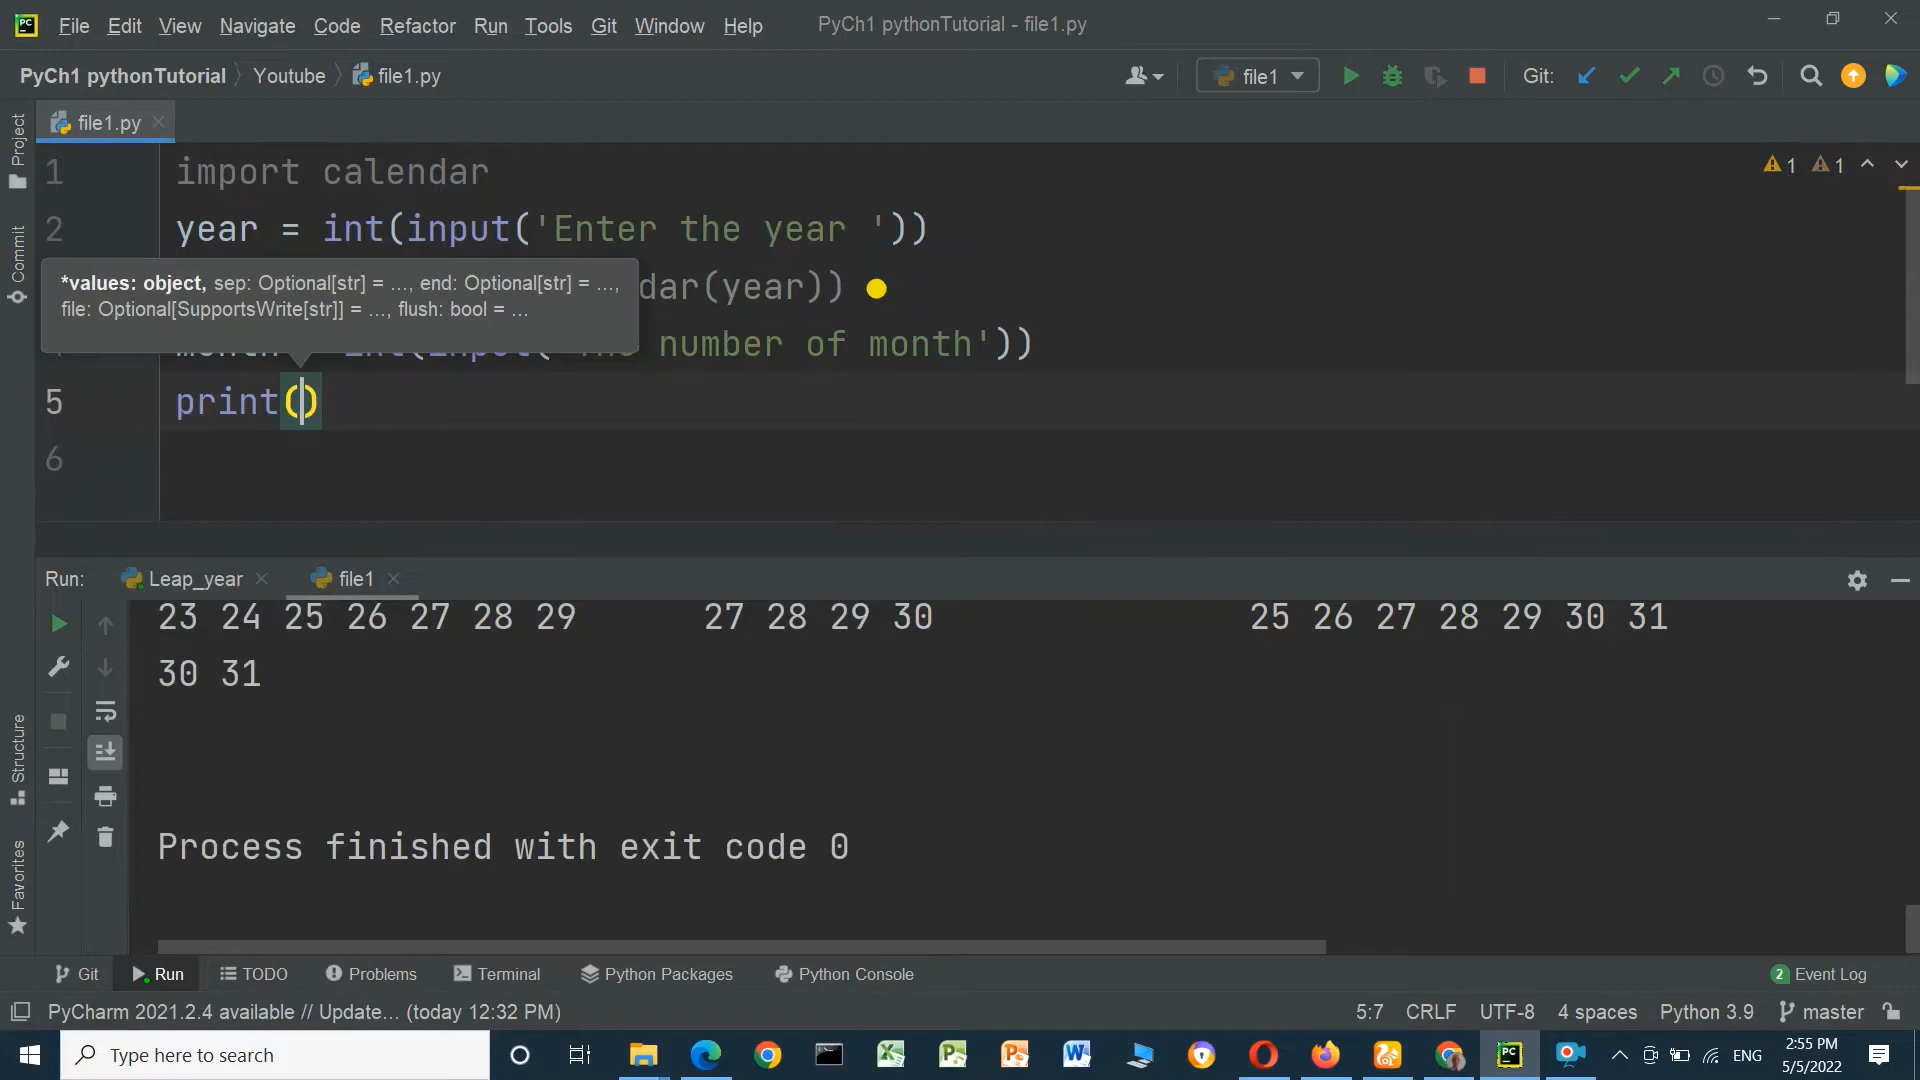 File Edit View Navigate Code Refactor Run Tools Git Window Help PyCh1 pythonTutorial - file1.py
PyCh1 pythonTutorial Youtube file1.py file1 Git:
file1.py
Project
Commit
1 import calendar
1 1
2 year = int(input('Enter the year '))
*values: object, sep: Optional[str] = ..., end: Optional[str] = ...,
file: Optional[SupportsWrite[str]] = ..., flush: bool = ...
dar(year))
number of month'))
5 print()
6
Run: Leap_year file1
23 24 25 26 27 28 29 27 28 29 30 25 26 27 28 29 30 31
30 31
Structure
Process finished with exit code 0
Favorites
Git Run TODO Problems Terminal Python Packages Python Console 2 Event Log
PyCharm 2021.2.4 available // Update... (today 12:32 PM) 5:7 CRLF UTF-8 4 spaces Python 3.9 master
Type here to search ENG 2:55 PM
5/5/2022